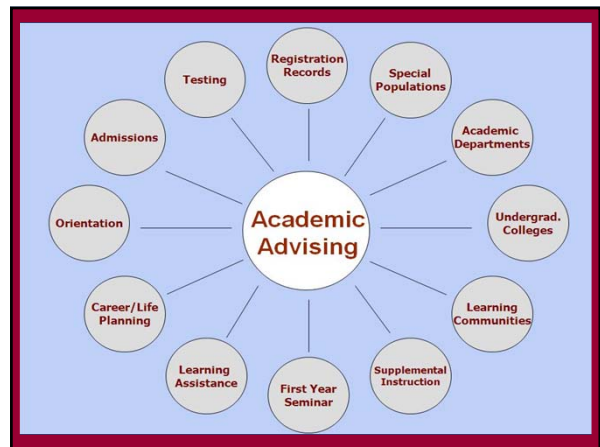 Registration
Records
Special
Populations
Testing
Academic
Departments
Admissions
Undergrad.
Colleges
Orientation
Academic
Advising
Learning
Communities
Career/Life
Planning
Supplemental
Instruction
Learning
Assistance
First Year
Seminar